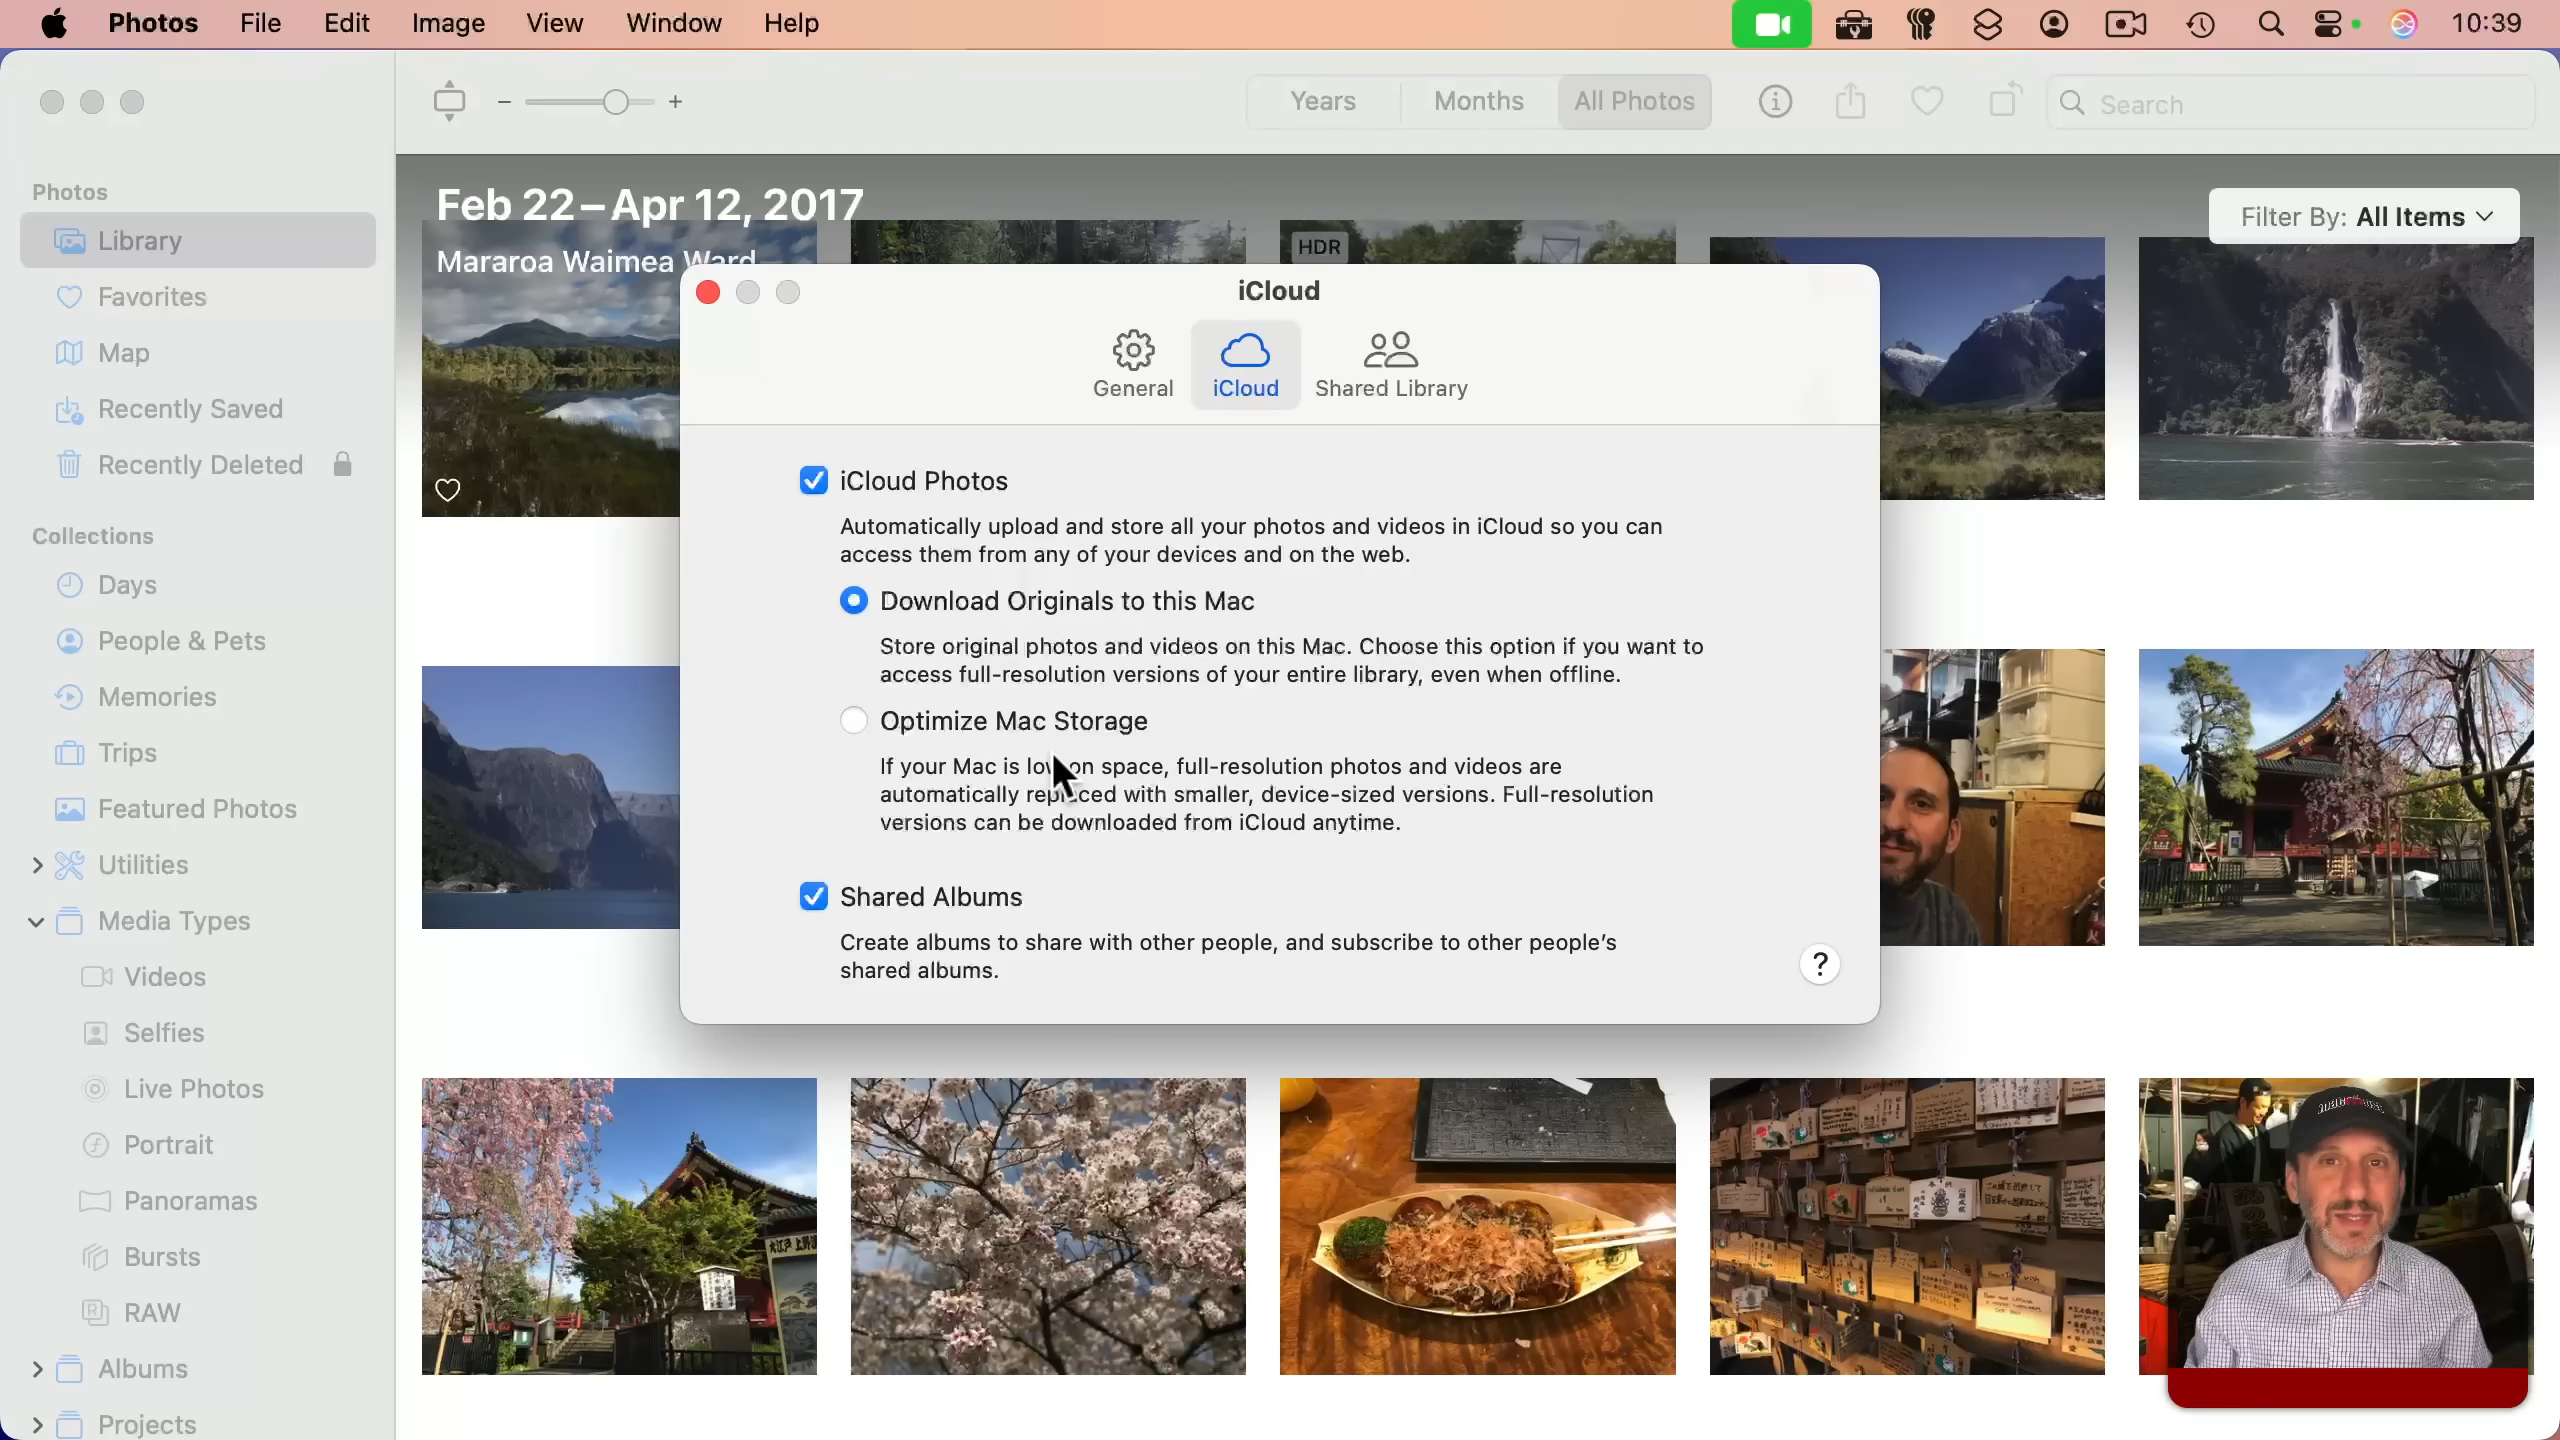 Photos File Edit Image View Window Help 10:39
Years Months All Photos Search
Photos
Library
Favorites
Map
Recently Saved
Recently Deleted
Collections
Days
People & Pets
Memories
Trips
Featured Photos
Utilities
Media Types
Videos
Selfies
Live Photos
Portrait
Panoramas
Bursts
RAW
Albums
Projects
Feb 22–Apr 12, 2017
Mararoa Waimea Ward
Filter By: All Items
HDR
iCloud
General iCloud Shared Library
iCloud Photos
Automatically upload and store all your photos and videos in iCloud so you can
access them from any of your devices and on the web.
Download Originals to this Mac
Store original photos and videos on this Mac. Choose this option if you want to
access full-resolution versions of your entire library, even when offline.
Optimize Mac Storage
If your Mac is low on space, full-resolution photos and videos are
automatically replaced with smaller, device-sized versions. Full-resolution
versions can be downloaded from iCloud anytime.
Shared Albums
Create albums to share with other people, and subscribe to other people's
shared albums.
?